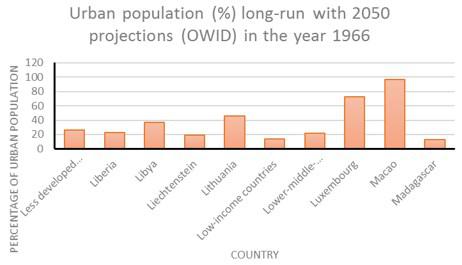 Urban population (%) long-run with 2050
projections (OWID) in the year 1966
PERCENTAGE OF URBAN POPULATION
120
100
80
60
40
20
0
Less developed...
Liberia
Libya
Liechtenstein
Lithuania
Low-income countries
Lower-middle-...
Luxembourg
Macao
Madagascar
COUNTRY